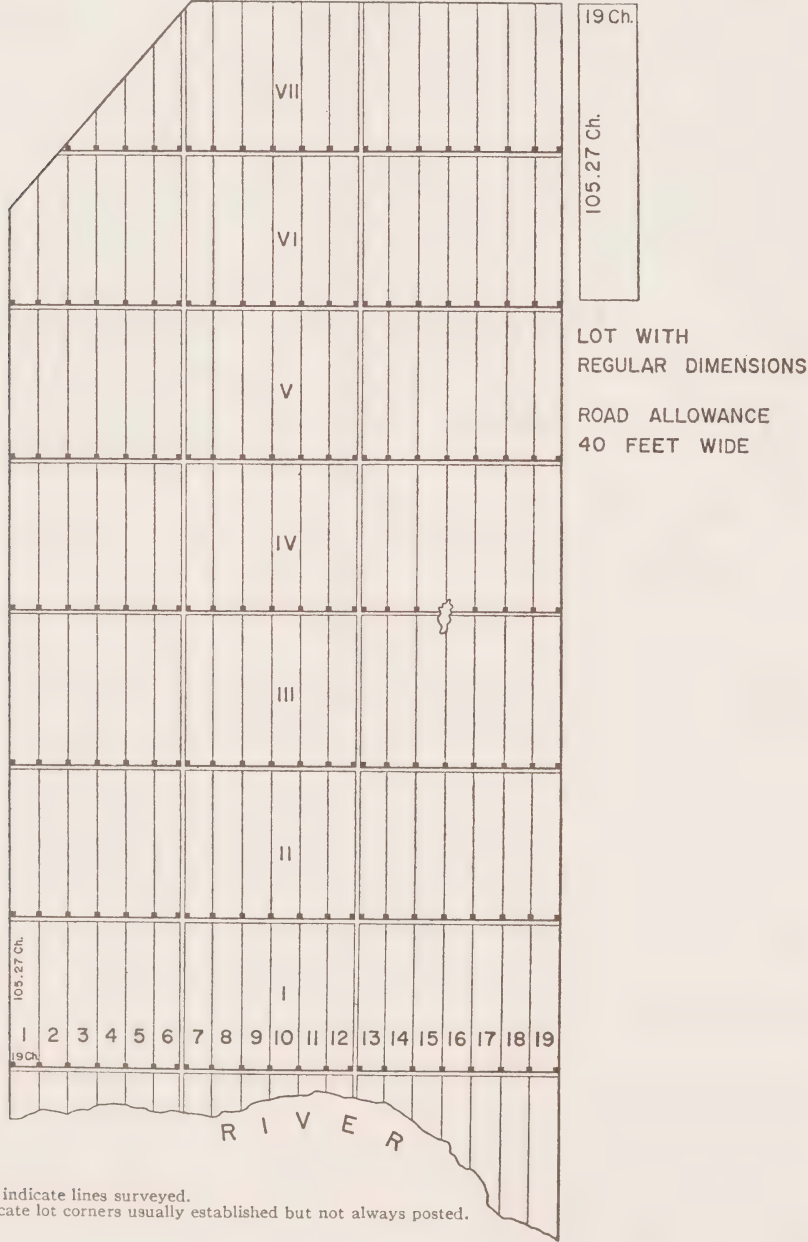 19 Ch.
105.27 Ch.
LOT WITH
REGULAR DIMENSIONS
ROAD ALLOWANCE
40 FEET WIDE
VII
VI
V
IV
III
II
105.27 Ch.
I
1 2 3 4 5 6 7 8 9 10 11 12 13 14 15 16 17 18 19
19 Ch.
RIVER
indicate lines surveyed.
cate lot corners usually established but not always posted.